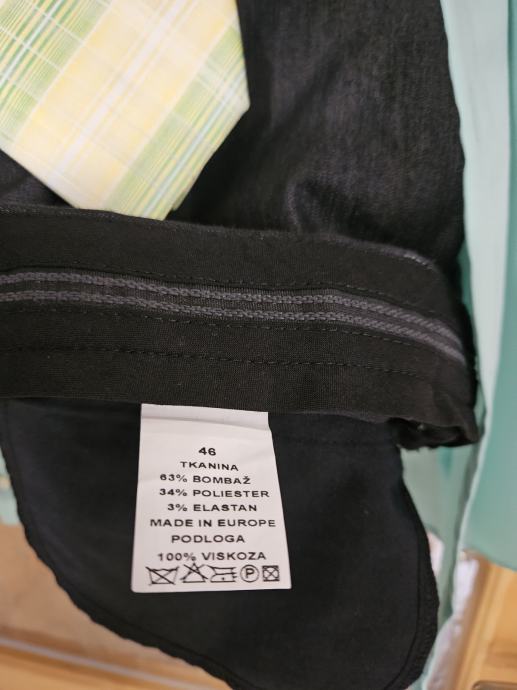 46
TKANINA
63% BOMBAŽ
34% POLIESTER
3% ELASTAN
MADE IN EUROPE
PODLOGA
100% VISKOZA
P